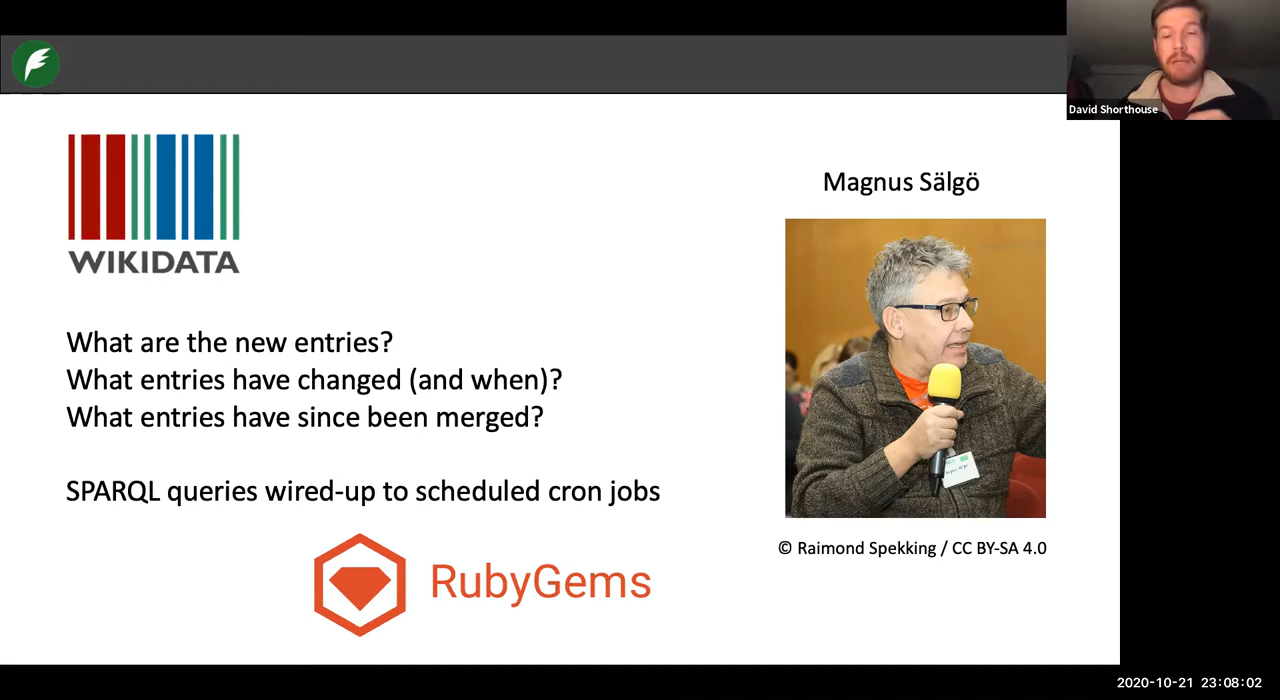 David Shorthouse
WIKIDATA
Magnus Sälgö
What are the new entries?
What entries have changed (and when)?
What entries have since been merged?
SPARQL queries wired-up to scheduled cron jobs
© Raimond Spekking / CC BY-SA 4.0
RubyGems
2020-10-21 23:08:02